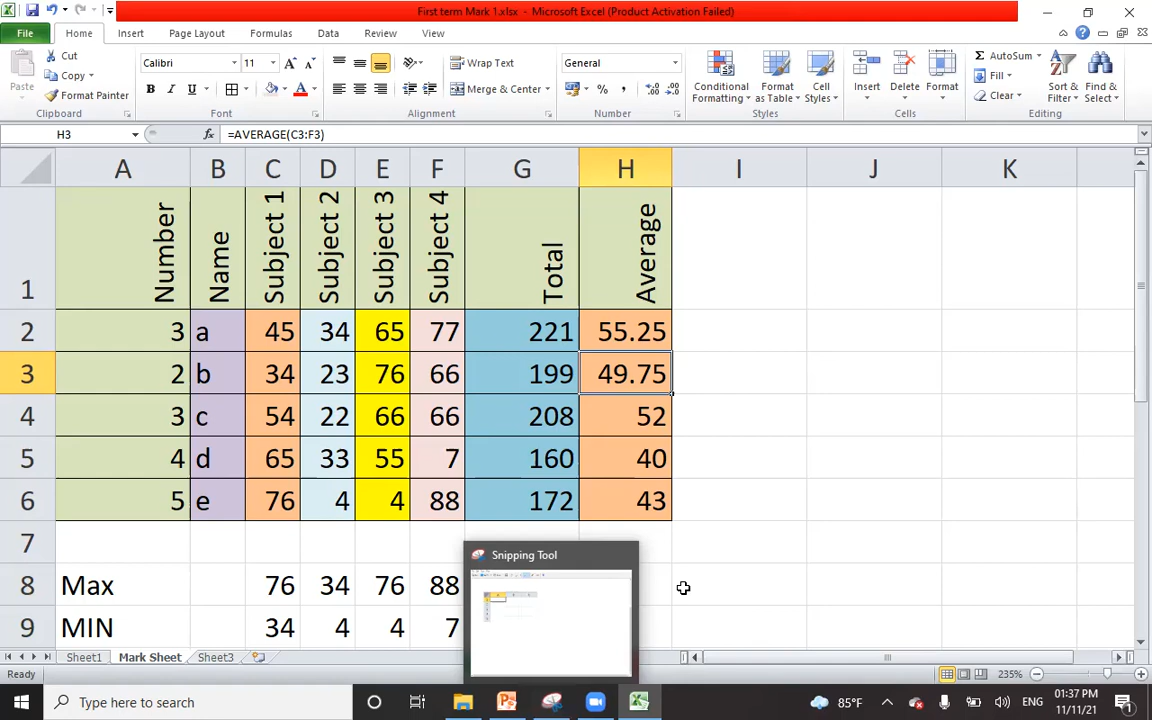 First term Mark 1.xlsx - Microsoft Excel (Product Activation Failed)
File Home Insert Page Layout Formulas Data Review View
Cut
Copy
Format Painter
Paste
Clipboard
Calibri 11
B I U A
Font
Wrap Text
Merge & Center
Alignment
General
% ,
Number
Conditional Formatting
Format as Table
Cell Styles
Styles
Insert Delete Format
Cells
AutoSum
Fill
Clear
Sort & Filter
Find & Select
Editing
H3 fx =AVERAGE(C3:F3)
A B C D E F G H I J K
1 Number Name Subject 1 Subject 2 Subject 3 Subject 4 Total Average
2 3 a 45 34 65 77 221 55.25
3 2 b 34 23 76 66 199 49.75
4 3 c 54 22 66 66 208 52
5 4 d 65 33 55 7 160 40
6 5 e 76 4 4 88 172 43
7
Snipping Tool
8 Max 76 34 76 88
9 MIN 34 4 4 7
Sheet1 Mark Sheet Sheet3
Ready 235%
Type here to search
85°F ENG 01:37 PM
11/11/21